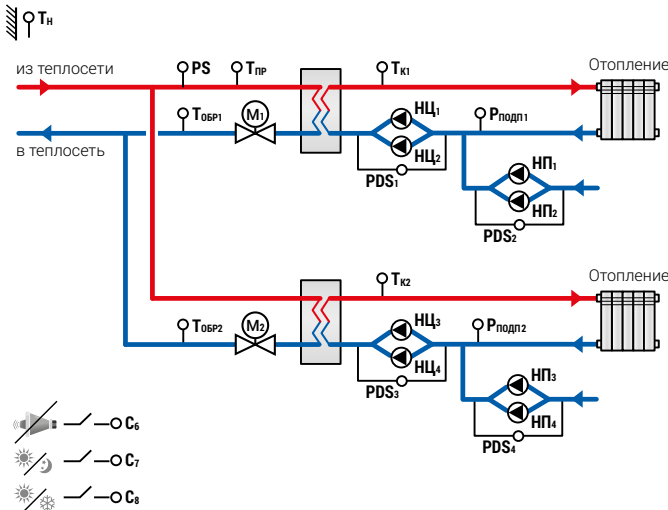 Tн
из теплосети
PS
Tпр
Tк1
Отопление
Tобр1
M1
НЦ1
Pподп1
в теплосеть
НЦ2
PDS1
НП1
НП2
PDS2
Отопление
Tк2
Tобр2
M2
НЦ3
Pподп2
НЦ4
PDS3
НП3
НП4
C6
PDS4
C7
C8